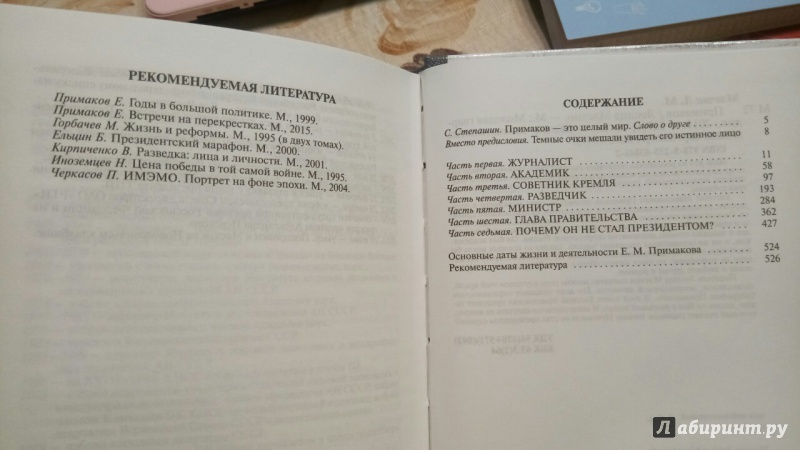 РЕКОМЕНДУЕМАЯ ЛИТЕРАТУРА
Примаков Е. Годы в большой политике. М., 1999.
Примаков Е. Встречи на перекрестках. М., 2015.
Горбачев М. Жизнь и реформы. М., 1995 (в двух томах).
Ельцин Б. Президентский марафон. М., 2000.
Кирпиченко В. Разведка: лица и личности. М., 2001.
Иноземцев Н. Цена победы в той самой войне. М., 1995.
Черкасов П. ИМЭМО. Портрет на фоне эпохи. М., 2004.
СОДЕРЖАНИЕ
С. Степашин. Примаков — это целый мир. Слово о друге . . . . 5
Вместо предисловия. Темные очки мешали увидеть его истинное лицо 8
Часть первая. ЖУРНАЛИСТ . . . . 11
Часть вторая. АКАДЕМИК . . . . 58
Часть третья. СОВЕТНИК КРЕМЛЯ . . . . 97
Часть четвертая. РАЗВЕДЧИК . . . . 193
Часть пятая. МИНИСТР . . . . 284
Часть шестая. ГЛАВА ПРАВИТЕЛЬСТВА . . . . 362
Часть седьмая. ПОЧЕМУ ОН НЕ СТАЛ ПРЕЗИДЕНТОМ? . . . . 427
Основные даты жизни и деятельности Е. М. Примакова . . . . 524
Рекомендуемая литература . . . . 526
Лабиринт.ру